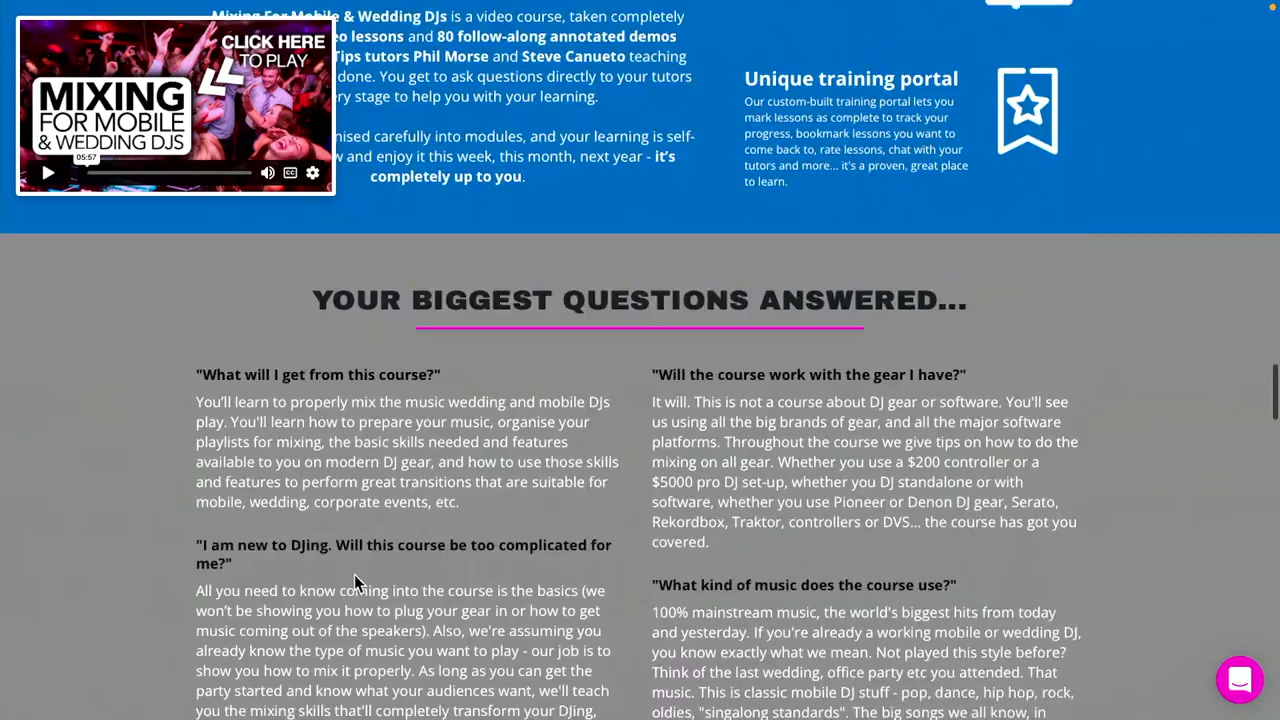 Mixing For Mobile & Wedding DJs is a video course, taken completely
eo lessons and 80 follow-along annotated demos
Tips tutors Phil Morse and Steve Canueto teaching
done. You get to ask questions directly to your tutors
ry stage to help you with your learning.
nised carefully into modules, and your learning is self-
w and enjoy it this week, this month, next year - it's
completely up to you.
CLICK HERE
TO PLAY
MIXING
FOR MOBILE
& WEDDING DJS
05:57
CC
Unique training portal
Our custom-built training portal lets you
mark lessons as complete to track your
progress, bookmark lessons you want to
come back to, rate lessons, chat with your
tutors and more... it's a proven, great place
to learn.
YOUR BIGGEST QUESTIONS ANSWERED...
"What will I get from this course?"
You'll learn to properly mix the music wedding and mobile DJs
play. You'll learn how to prepare your music, organise your
playlists for mixing, the basic skills needed and features
available to you on modern DJ gear, and how to use those skills
and features to perform great transitions that are suitable for
mobile, wedding, corporate events, etc.
"I am new to DJing. Will this course be too complicated for
me?"
All you need to know coming into the course is the basics (we
won't be showing you how to plug your gear in or how to get
music coming out of the speakers). Also, we're assuming you
already know the type of music you want to play - our job is to
show you how to mix it properly. As long as you can get the
party started and know what your audiences want, we'll teach
you the mixing skills that'll completely transform your DJing,
"Will the course work with the gear I have?"
It will. This is not a course about DJ gear or software. You'll see
us using all the big brands of gear, and all the major software
platforms. Throughout the course we give tips on how to do the
mixing on all gear. Whether you use a $200 controller or a
$5000 pro DJ set-up, whether you DJ standalone or with
software, whether you use Pioneer or Denon DJ gear, Serato,
Rekordbox, Traktor, controllers or DVS... the course has got you
covered.
"What kind of music does the course use?"
100% mainstream music, the world's biggest hits from today
and yesterday. If you're already a working mobile or wedding DJ,
you know exactly what we mean. Not played this style before?
Think of the last wedding, office party etc you attended. That
music. This is classic mobile DJ stuff - pop, dance, hip hop, rock,
oldies, "singalong standards". The big songs we all know, in